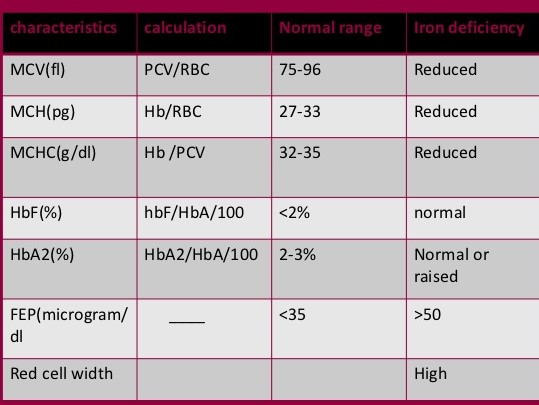 characteristics calculation Normal range Iron deficiency
MCV(fl) PCV/RBC 75-96 Reduced
MCH(pg) Hb/RBC 27-33 Reduced
MCHC(g/dl) Hb /PCV 32-35 Reduced
HbF(%) hbF/HbA/100 <2% normal
HbA2(%) HbA2/HbA/100 2-3% Normal or
raised
FEP(microgram/ ____ <35 >50
dl
Red cell width High